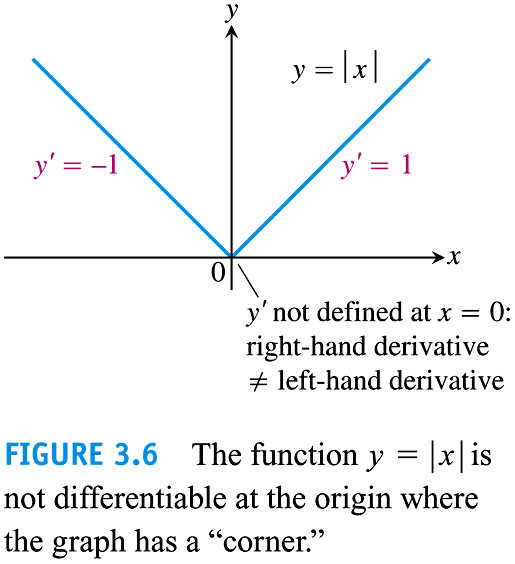 y
y = |x|
y′ = –1
y′ = 1
x
0
y′ not defined at x = 0:
right-hand derivative
≠ left-hand derivative
FIGURE 3.6 The function y = |x| is
not differentiable at the origin where
the graph has a “corner.”